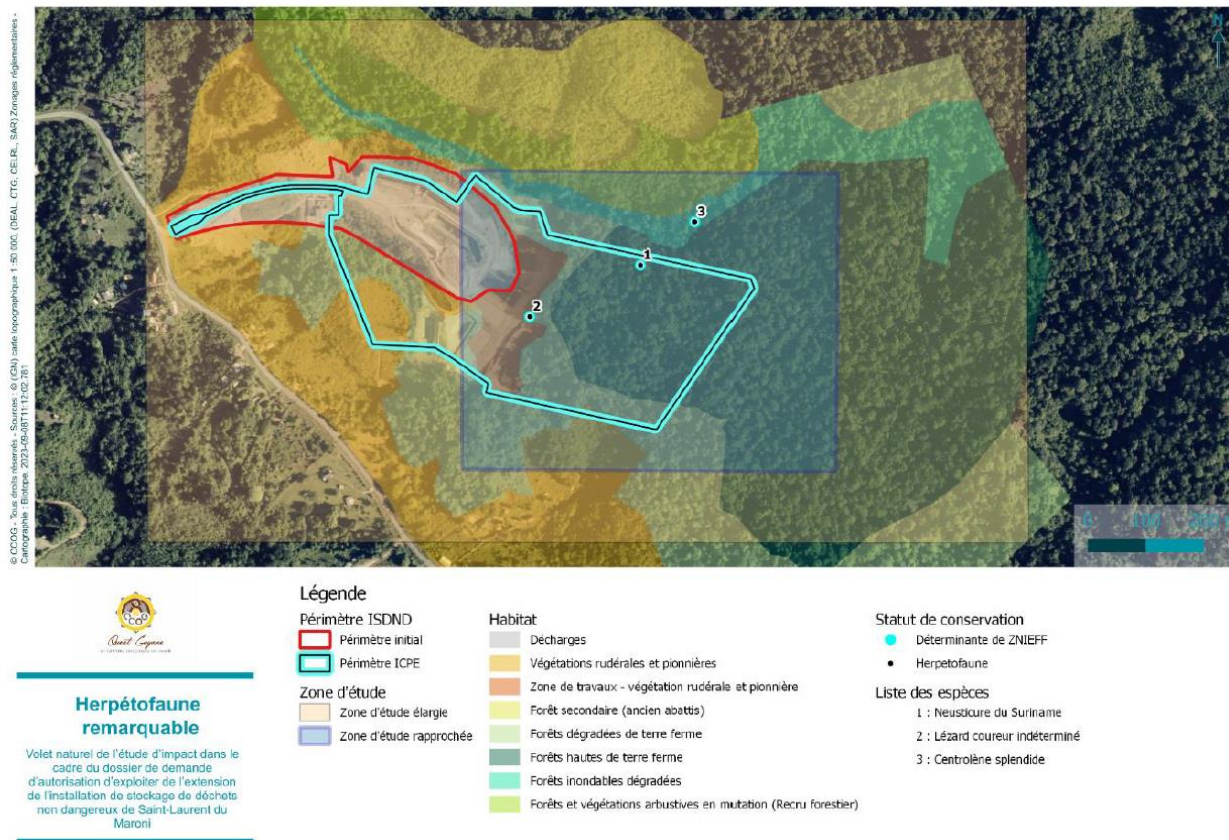 © CCOG - Tous droits réservés - Sources : © (IGN) carte topographique 1 :50 000, (DEAL, CTG, CELRL, SAR) Zonages réglementaires -
Cartographie : Biotope, 2023-09-08T11:12:02.781
3
1
2
0 100 200
Ouest Guyane
Herpétofaune
remarquable
Volet naturel de l'étude d'impact dans le
cadre du dossier de demande
d'autorisation d'exploiter de l'extension
de l'installation de stockage de déchets
non dangereux de Saint-Laurent du
Maroni
Légende
Périmètre ISDND
Périmètre initial
Périmètre ICPE
Zone d'étude
Zone d'étude élargie
Zone d'étude rapprochée
Habitat
Décharges
Végétations rudérales et pionnières
Zone de travaux - végétation rudérale et pionnière
Forêt secondaire (ancien abattis)
Forêts dégradées de terre ferme
Forêts hautes de terre ferme
Forêts inondables dégradées
Forêts et végétations arbustives en mutation (Recru forestier)
Statut de conservation
Déterminante de ZNIEFF
Herpetofaune
Liste des espèces
1 : Neusticure du Suriname
2 : Lézard coureur indéterminé
3 : Centrolène splendide